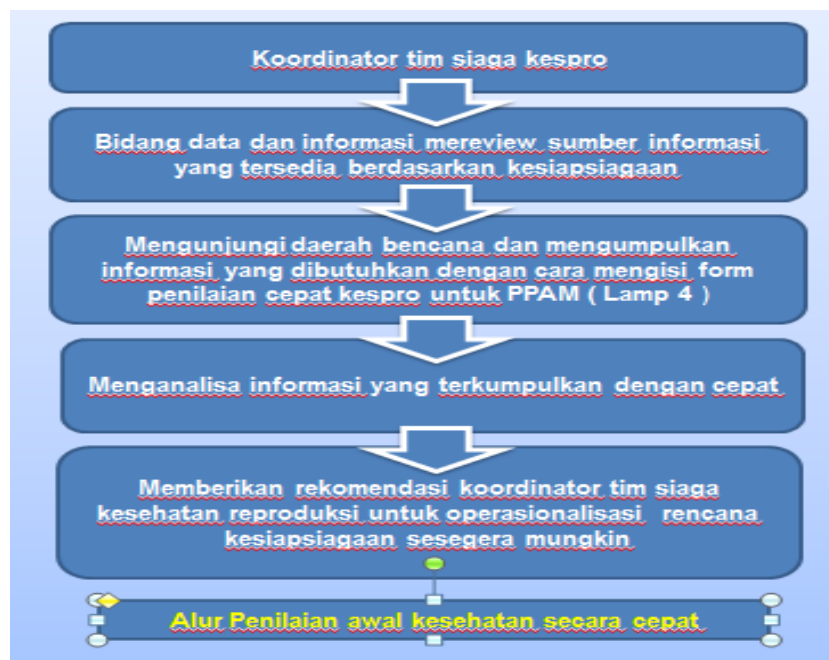 Koordinator tim siaga kespro
Bidang data dan informasi mereview sumber informasi
yang tersedia berdasarkan kesiapsiagaan
Mengunjungi daerah bencana dan mengumpulkan
informasi yang dibutuhkan dengan cara mengisi form
penilaian cepat kespro untuk PPAM ( Lamp 4 )
Menganalisa informasi yang terkumpulkan dengan cepat
Memberikan rekomendasi koordinator tim siaga
kesehatan reproduksi untuk operasionalisasi rencana
kesiapsiagaan sesegera mungkin
Alur Penilaian awal kesehatan secara cepat